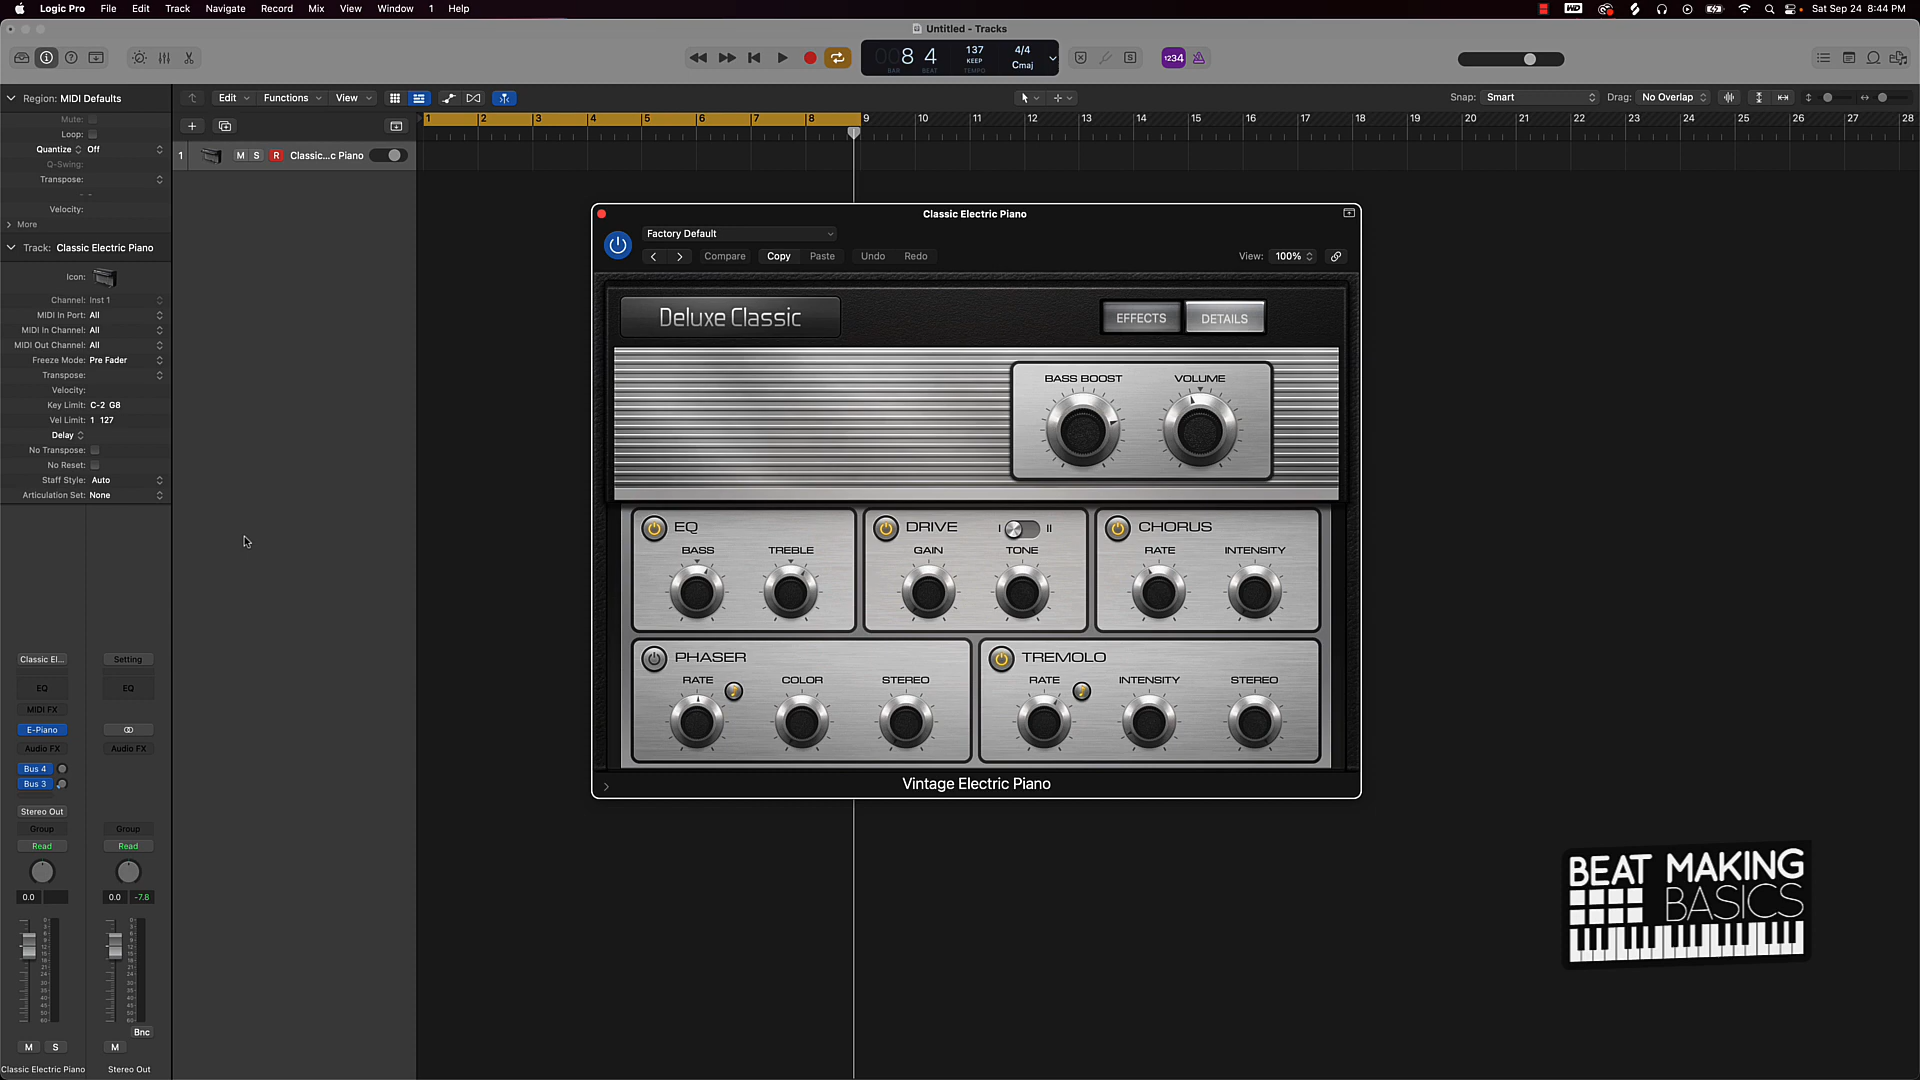 Logic Pro File Edit Track Navigate Record Mix View Window 1 Help
Sat Sep 24 8:44 PM
Untitled - Tracks
008 4 137 4/4
KEEP Cmaj
BAR BEAT TEMPO
1234
Region: MIDI Defaults
Edit Functions View
Snap: Smart Drag: No Overlap
Mute:
Loop:
Quantize Off
Q-Swing:
Transpose:
Velocity:
More
1 2 3 4 5 6 7 8 9 10 11 12 13 14 15 16 17 18 19 20 21 22 23 24 25 26 27 28
1 M S R Classic...c Piano
Track: Classic Electric Piano
Icon:
Channel: Inst 1
MIDI In Port: All
MIDI In Channel: All
MIDI Out Channel: All
Freeze Mode: Pre Fader
Transpose:
Velocity:
Key Limit: C-2 G8
Vel Limit: 1 127
Delay
No Transpose:
No Reset:
Staff Style: Auto
Articulation Set: None
Classic Electric Piano
Factory Default
Compare Copy Paste Undo Redo
View: 100%
Deluxe Classic
EFFECTS DETAILS
BASS BOOST VOLUME
EQ
BASS TREBLE
DRIVE I II
GAIN TONE
CHORUS
RATE INTENSITY
PHASER
RATE COLOR STEREO
TREMOLO
RATE INTENSITY STEREO
Vintage Electric Piano
Classic El... Setting
EQ EQ
MIDI FX
E-Piano
Audio FX Audio FX
Bus 4
Bus 3
Stereo Out
Group Group
Read Read
0.0 0.0 -7.8
Bnc
M S M
Classic Electric Piano Stereo Out
BEAT MAKING
BASICS